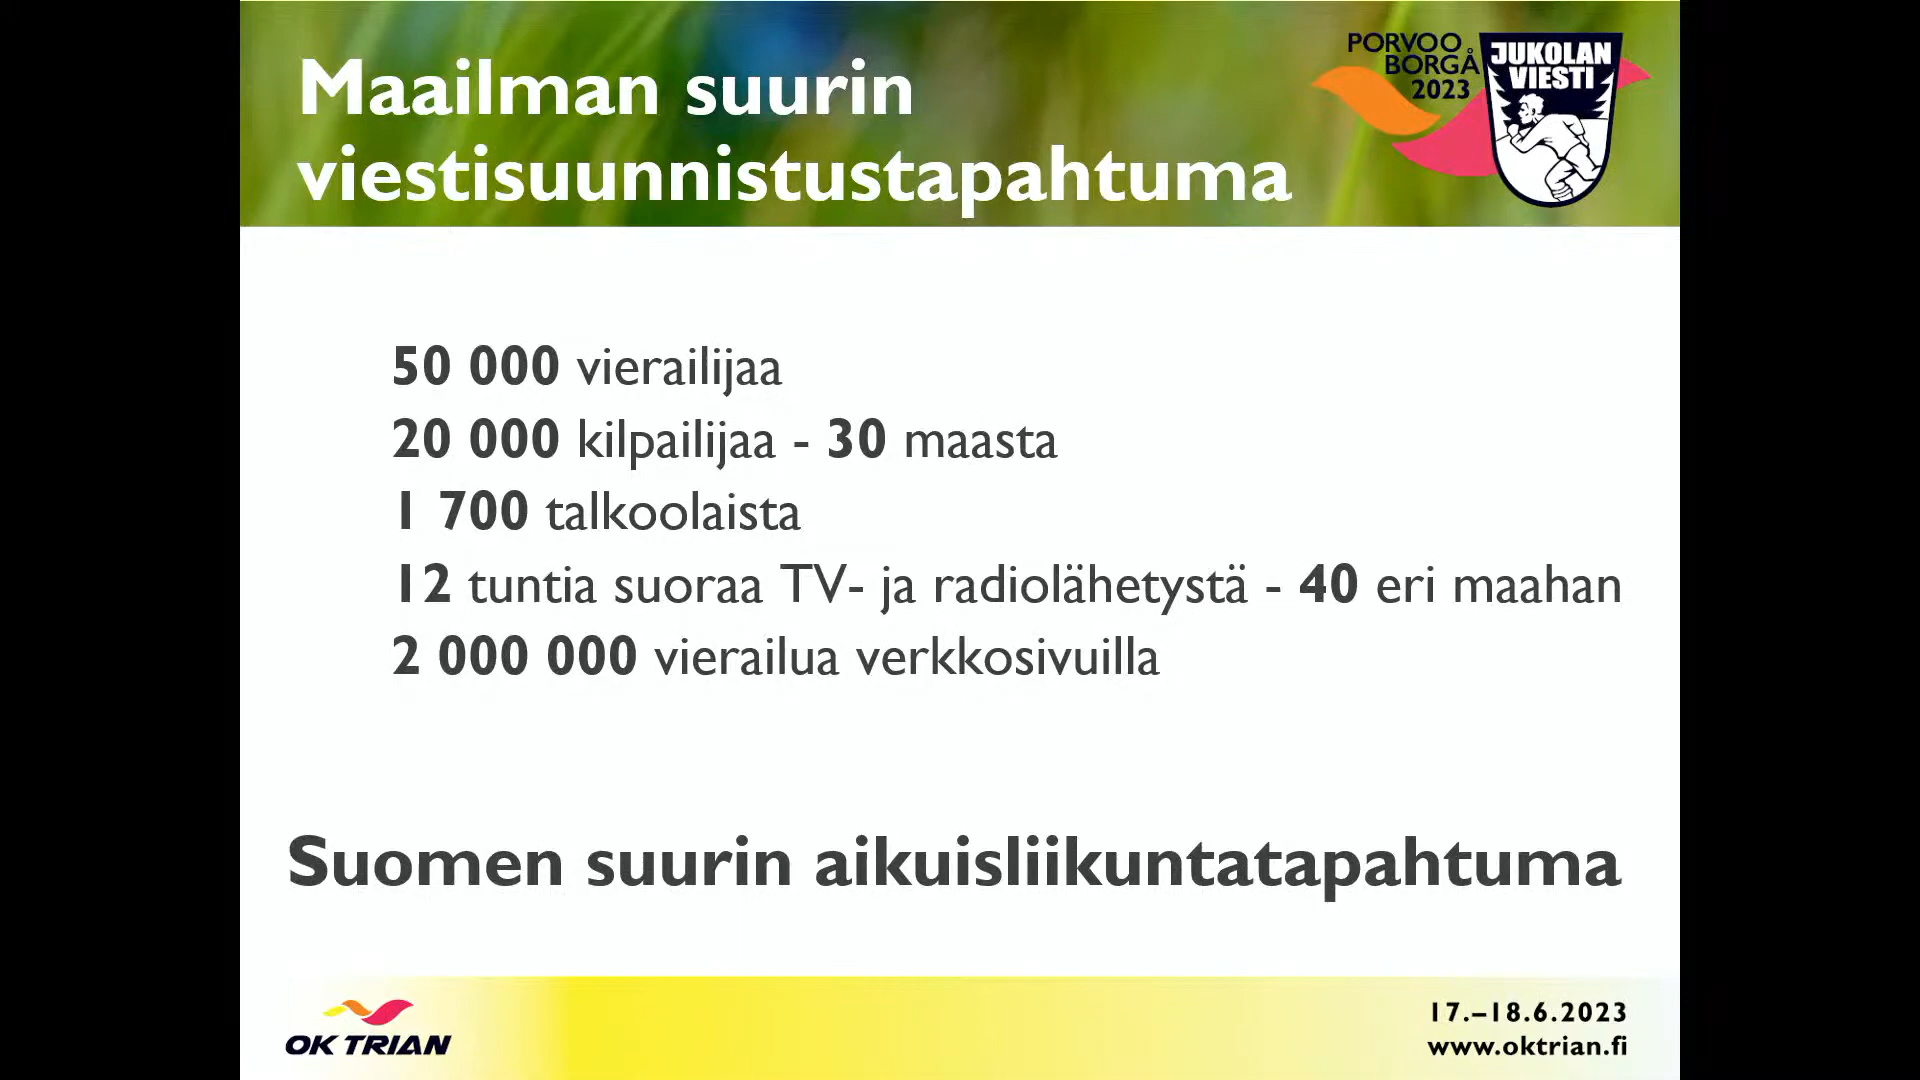 Maailman suurin
viestisuunnistustapahtuma
PORVOO
BORGÅ
2023
JUKOLAN
VIESTI
50 000 vierailijaa
20 000 kilpailijaa - 30 maasta
1 700 talkoolaista
12 tuntia suoraa TV- ja radiolähetystä - 40 eri maahan
2 000 000 vierailua verkkosivuilla
Suomen suurin aikuisliikuntatapahtuma
OK TRIAN
17.–18.6.2023
www.oktrian.fi